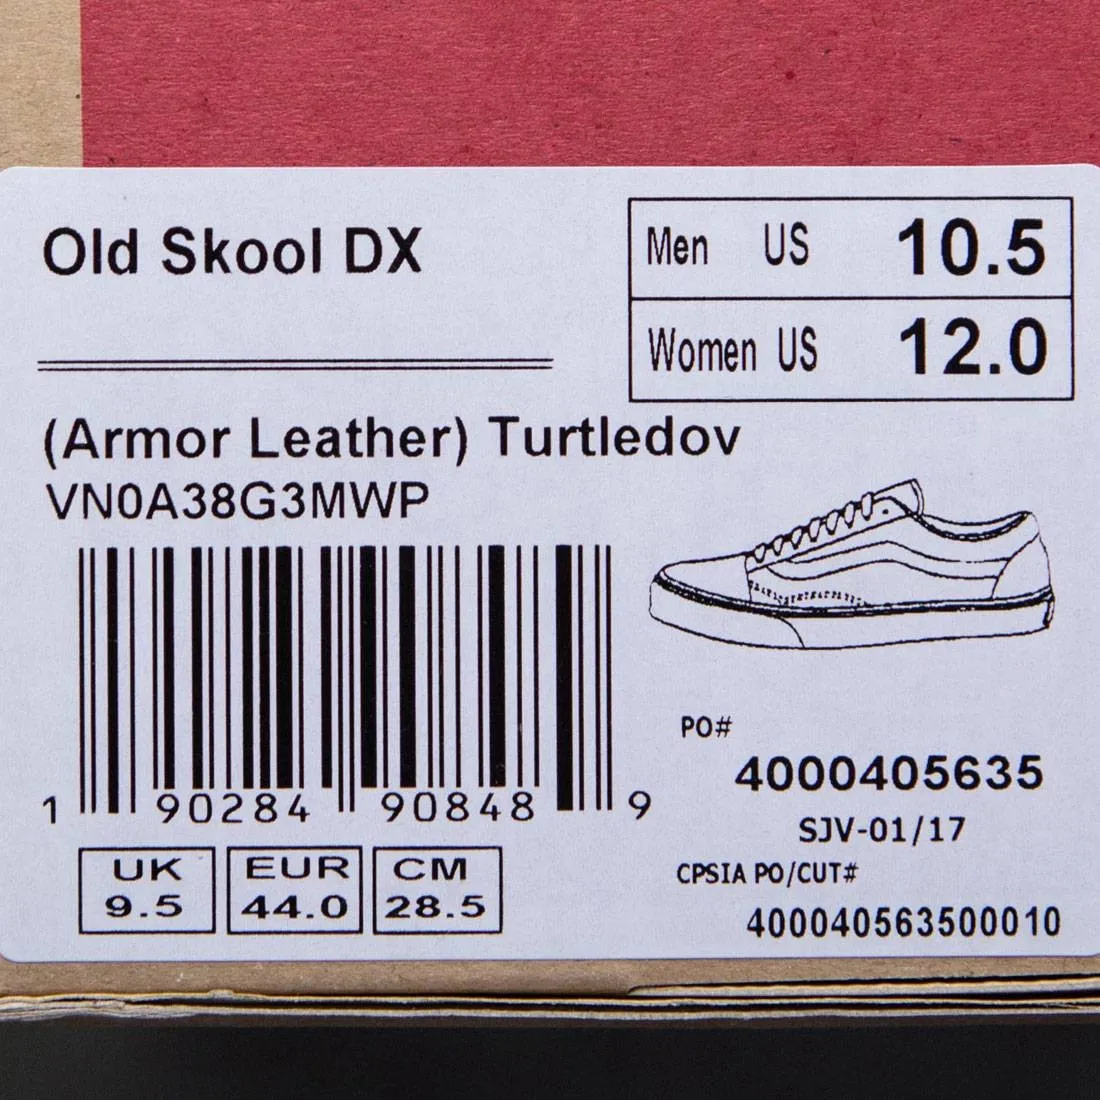 Old Skool DX
Men US 10.5
Women US 12.0
(Armor Leather) Turtledov
VN0A38G3MWP
1 90284 90848 9
PO#
4000405635
SJV-01/17
CPSIA PO/CUT#
400040563500010
UK
9.5
EUR
44.0
CM
28.5